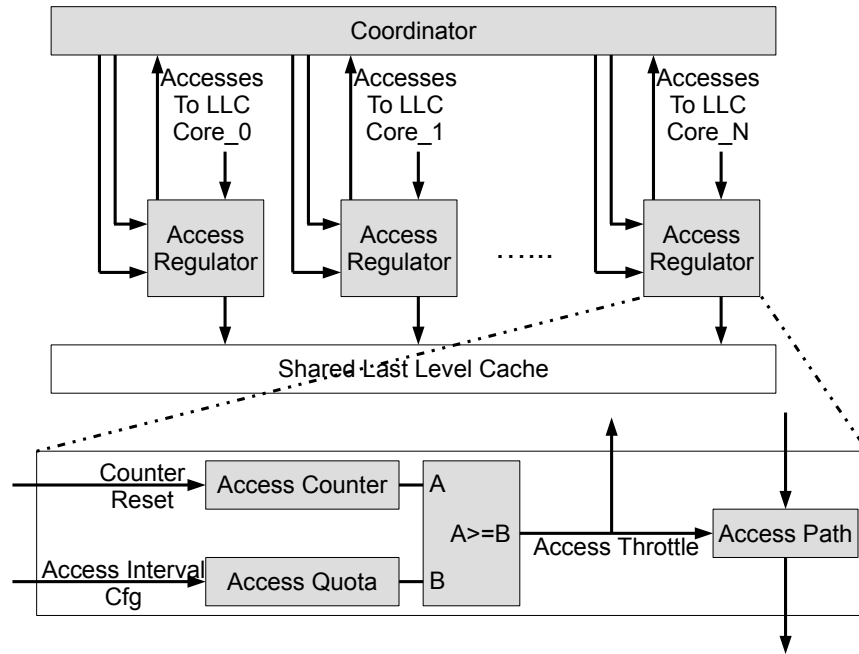 Coordinator
Accesses
To LLC
Core_0
Accesses
To LLC
Core_1
Accesses
To LLC
Core_N
Access
Regulator
Access
Regulator
......
Access
Regulator
Shared Last Level Cache
Counter
Reset
Access Counter
A
A>=B
Access Throttle
Access Path
Access Interval
Cfg
Access Quota
B